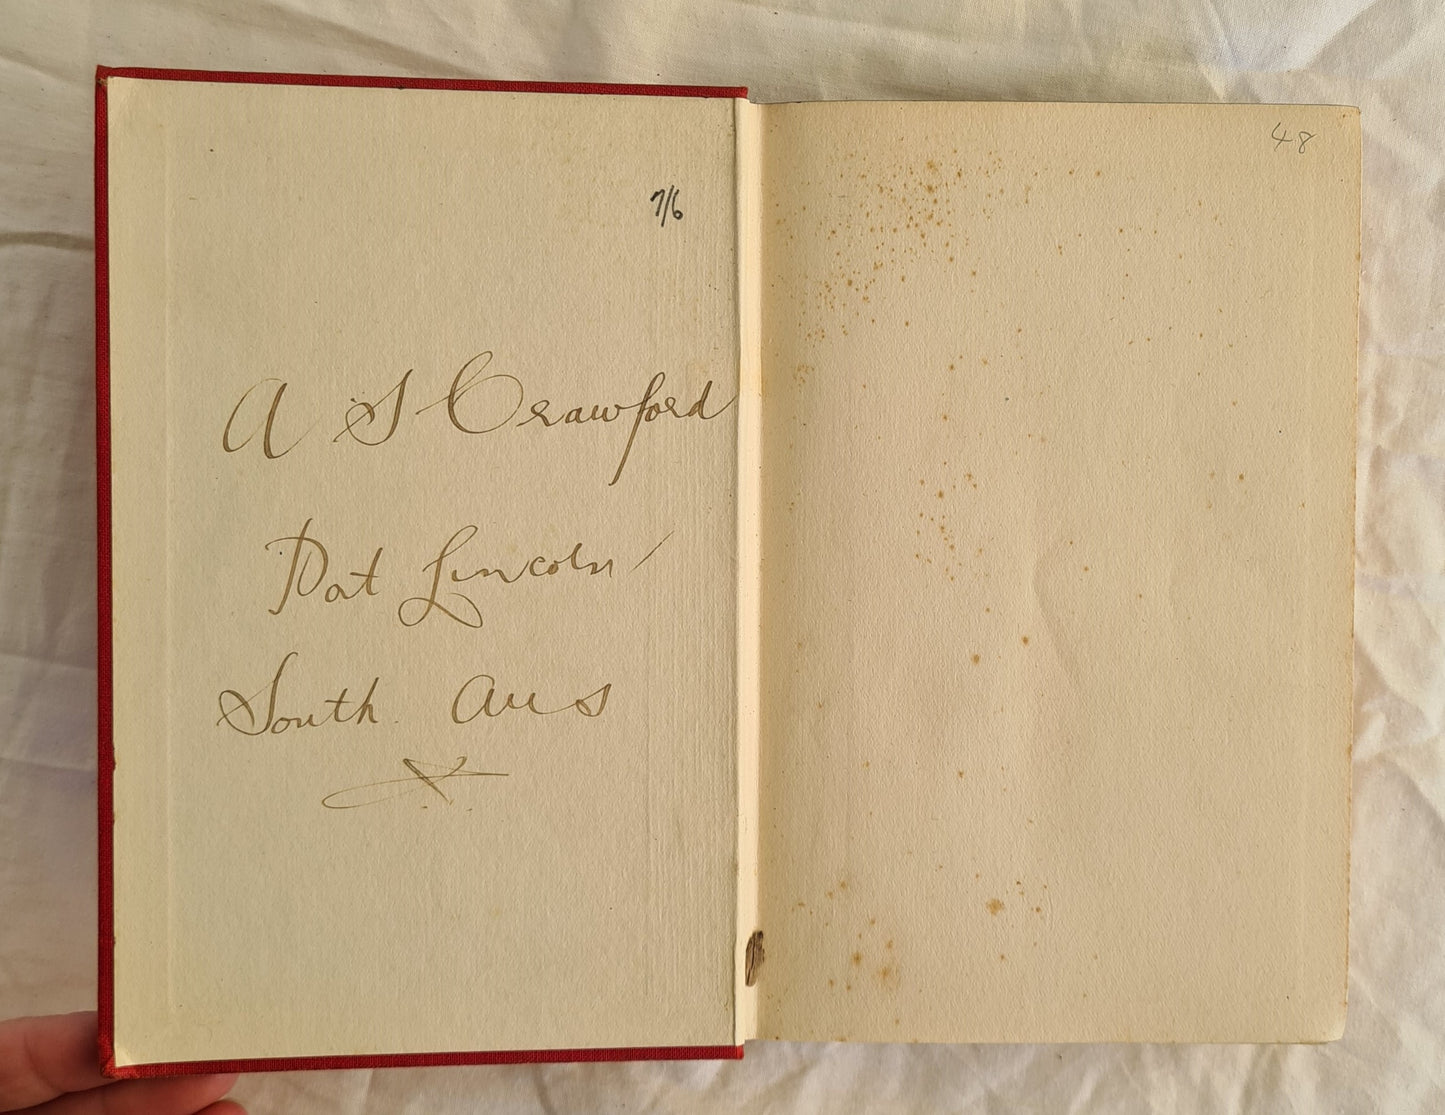 7/6
48
A S Crawford
Port Lincoln
South. Aus